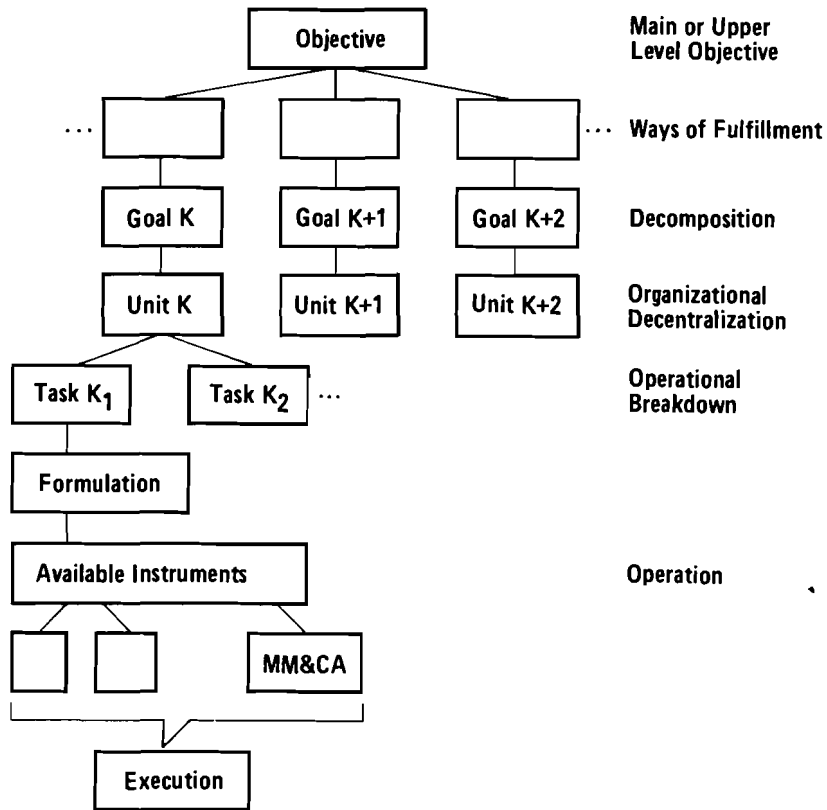 Objective
Main or Upper
Level Objective
... ... Ways of Fulfillment
Goal K Goal K+1 Goal K+2 Decomposition
Unit K Unit K+1 Unit K+2 Organizational
Decentralization
Task K1 Task K2 ... Operational
Breakdown
Formulation
Available Instruments Operation
MM&CA
Execution